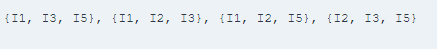 {I1, I3, I5}, {I1, I2, I3}, {I1, I2, I5}, {I2, I3, I5}